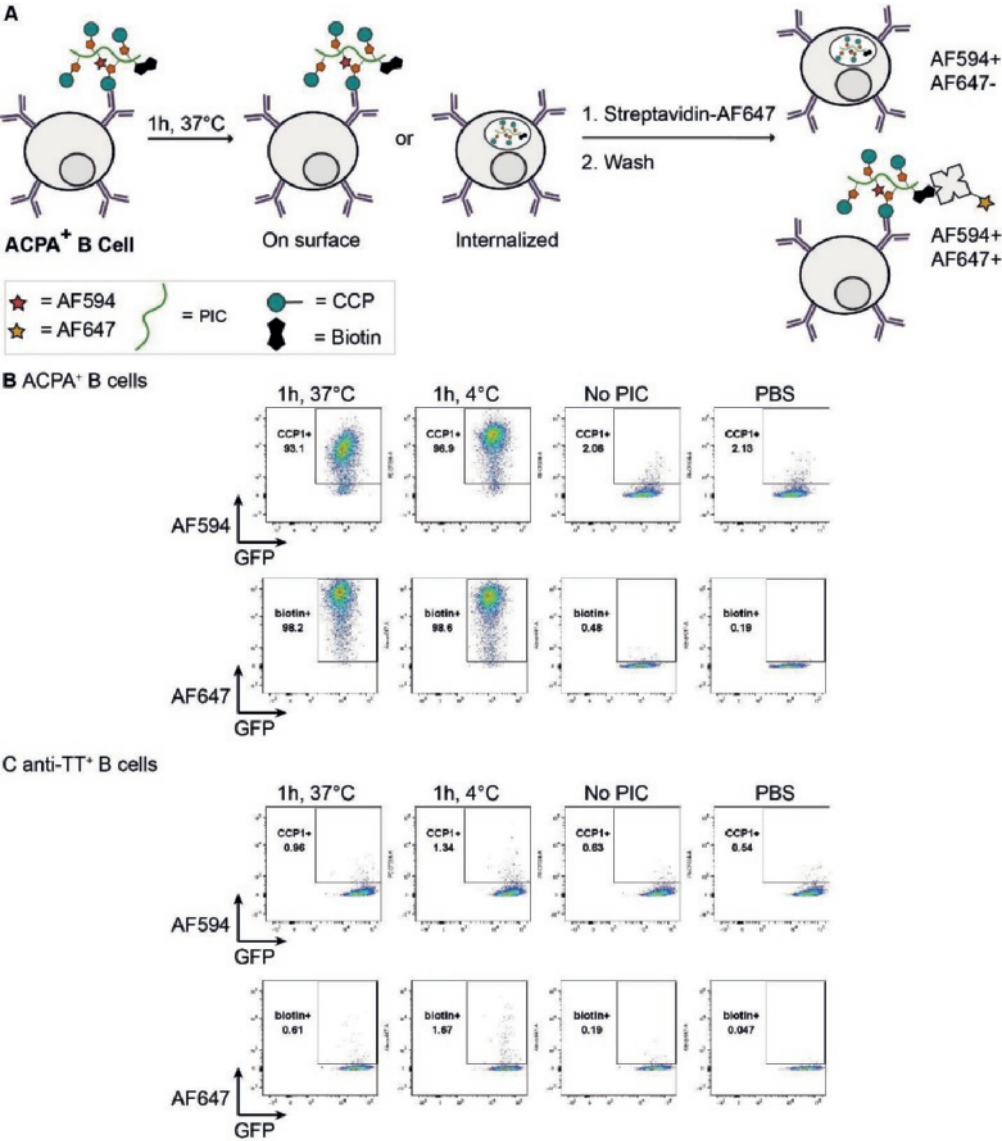 A
1h, 37°C
or
1. Streptavidin-AF647
2. Wash
AF594+
AF647-
AF594+
AF647+
ACPA+ B Cell
On surface
Internalized
= AF594
= AF647
= PIC
= CCP
= Biotin
B ACPA+ B cells
1h, 37°C
1h, 4°C
No PIC
PBS
CCP1+
93.1
CCP1+
96.9
CCP1+
2.06
CCP1+
2.13
AF594
GFP
biotin+
98.2
biotin+
98.6
biotin+
0.48
biotin+
0.19
AF647
GFP
C anti-TT+ B cells
1h, 37°C
1h, 4°C
No PIC
PBS
CCP1+
0.96
CCP1+
1.34
CCP1+
0.63
CCP1+
0.54
AF594
GFP
biotin+
0.61
biotin+
1.67
biotin+
0.19
biotin+
0.047
AF647
GFP